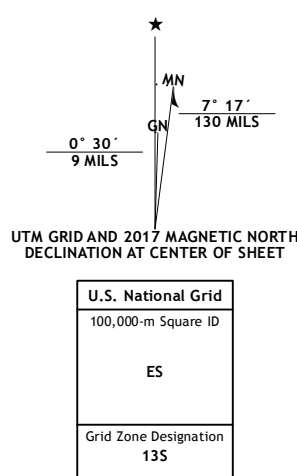 ★
MN
7° 17´
130 MILS
GN
0° 30´
9 MILS
UTM GRID AND 2017 MAGNETIC NORTH
DECLINATION AT CENTER OF SHEET
U.S. National Grid
100,000-m Square ID
ES
Grid Zone Designation
13S